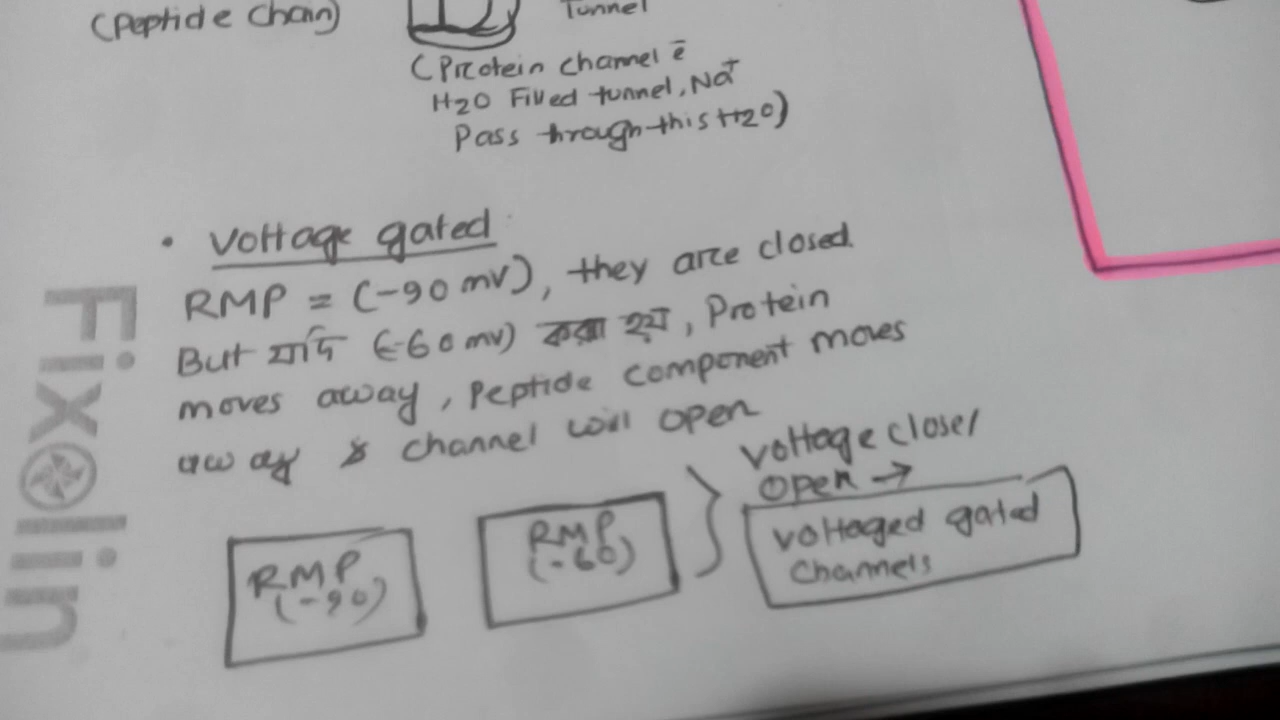 (Peptide Chain)
Tunnel
(Protein channel ē
H2O Filled tunnel, Na+
Pass through this H2O)
• Voltage gated
RMP = (-90 mv), they are closed.
But যদি (-60 mv) করা হয়, Protein
moves away, Peptide component moves
away & channel will open
RMP
(-90)
RMP
(-60)
Voltage close/
open →
Voltaged gated
Channels
Fixolin